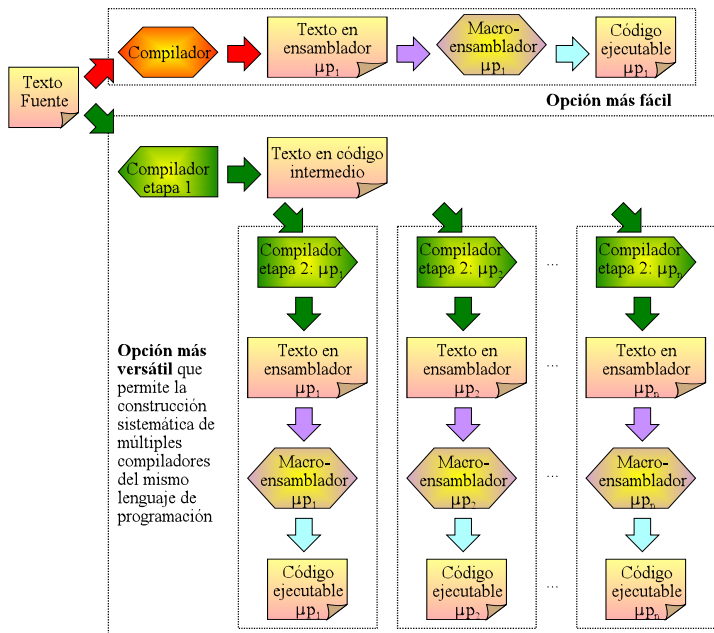 Texto
Fuente
Compilador
Texto en
ensamblador
µp1
Macro-
ensamblador
µp1
Código
ejecutable
µp1
Opción más fácil
Compilador
etapa 1
Texto en código
intermedio
Compilador
etapa 2: µp1
Compilador
etapa 2: µp2
...
Compilador
etapa 2: µpn
Opción más
versátil que
permite la
construcción
sistemática de
múltiples
compiladores
del mismo
lenguaje de
programación
Texto en
ensamblador
µp1
Texto en
ensamblador
µp2
...
Texto en
ensamblador
µpn
Macro-
ensamblador
µp1
Macro-
ensamblador
µp2
...
Macro-
ensamblador
µpn
Código
ejecutable
µp1
Código
ejecutable
µp2
...
Código
ejecutable
µpn